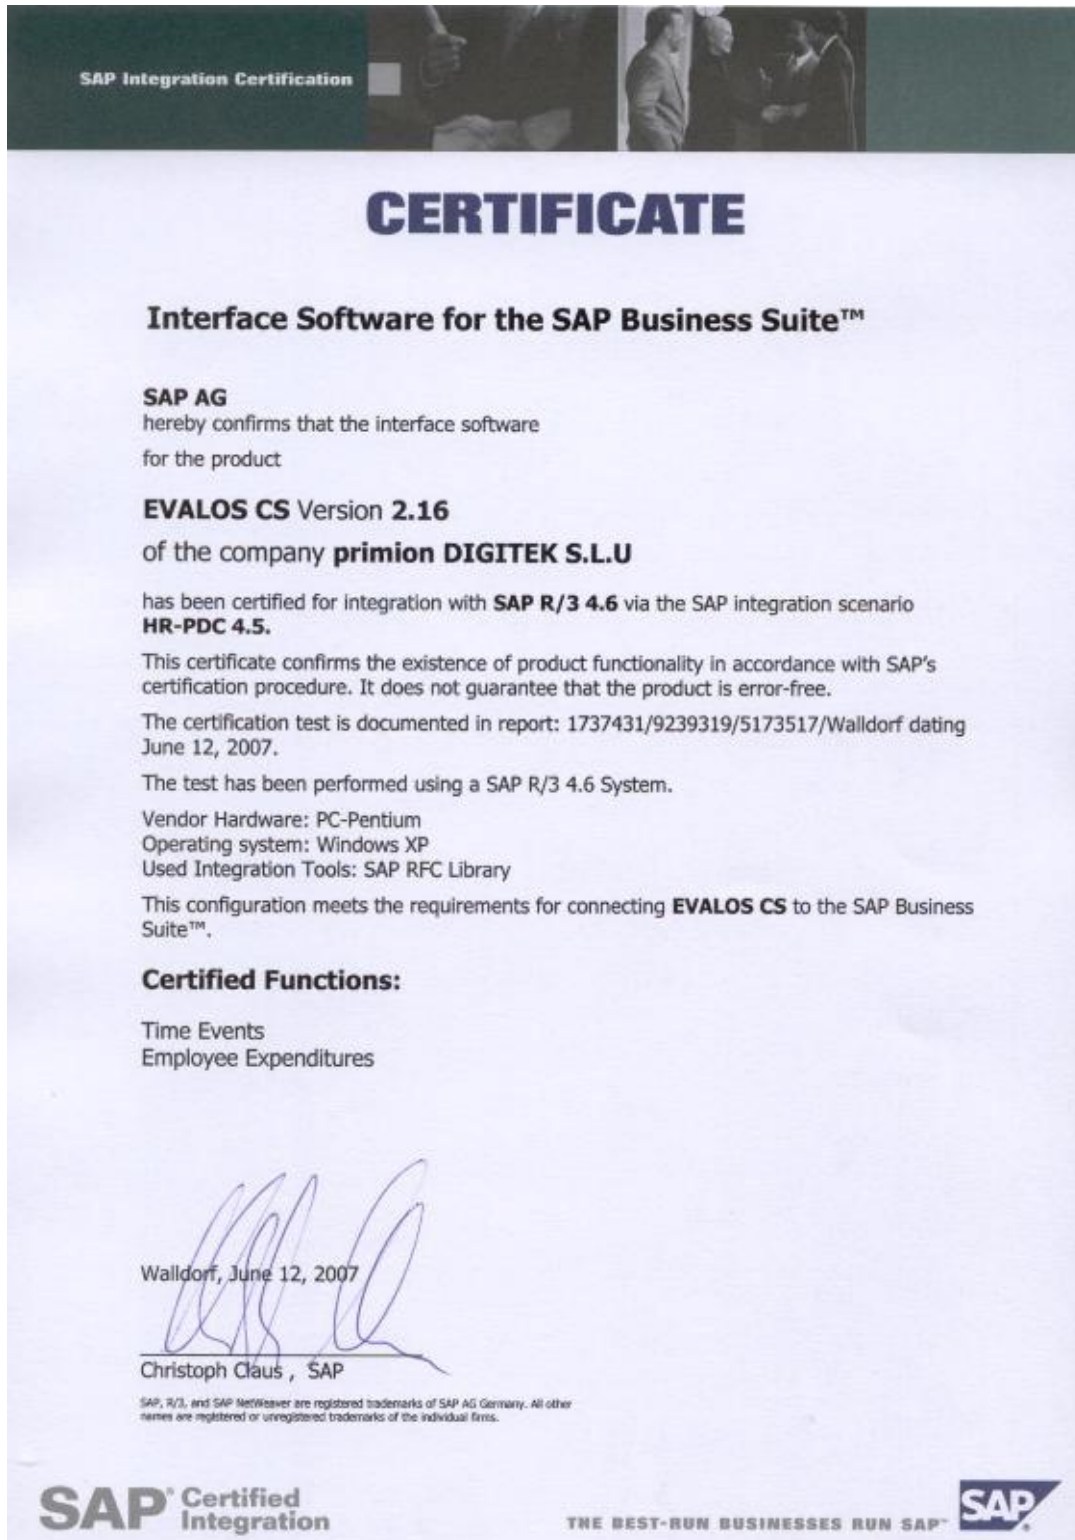 SAP Integration Certification
CERTIFICATE
Interface Software for the SAP Business Suite™
SAP AG
hereby confirms that the interface software
for the product
EVALOS CS Version 2.16
of the company primion DIGITEK S.L.U
has been certified for integration with SAP R/3 4.6 via the SAP integration scenario
HR-PDC 4.5.
This certificate confirms the existence of product functionality in accordance with SAP's
certification procedure. It does not guarantee that the product is error-free.
The certification test is documented in report: 1737431/9239319/5173517/Walldorf dating
June 12, 2007.
The test has been performed using a SAP R/3 4.6 System.
Vendor Hardware: PC-Pentium
Operating system: Windows XP
Used Integration Tools: SAP RFC Library
This configuration meets the requirements for connecting EVALOS CS to the SAP Business
Suite™.
Certified Functions:
Time Events
Employee Expenditures
Walldorf, June 12, 2007
Christoph Claus , SAP
SAP, R/3, and SAP NetWeaver are registered trademarks of SAP AG Germany. All other
names are registered or unregistered trademarks of the individual firms.
SAP® Certified
Integration
THE BEST-RUN BUSINESSES RUN SAP™
SAP